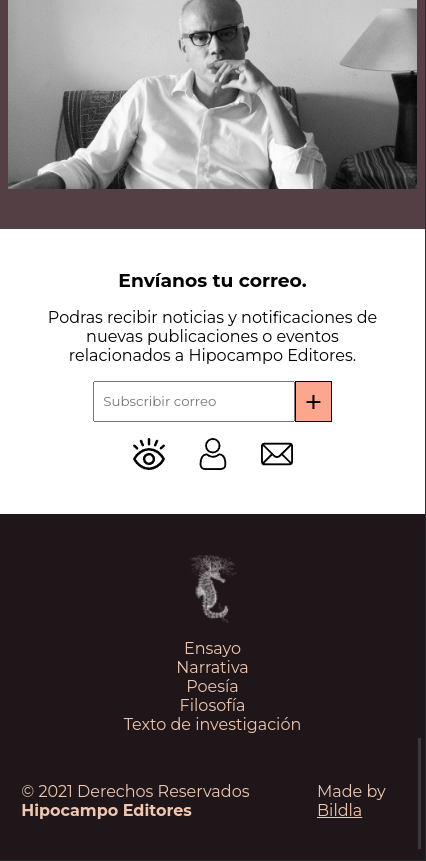 Envíanos tu correo.
Podras recibir noticias y notificaciones de
nuevas publicaciones o eventos
relacionados a Hipocampo Editores.
Subscribir correo
+
Ensayo
Narrativa
Poesía
Filosofía
Texto de investigación
© 2021 Derechos Reservados
Hipocampo Editores
Made by
Bildla